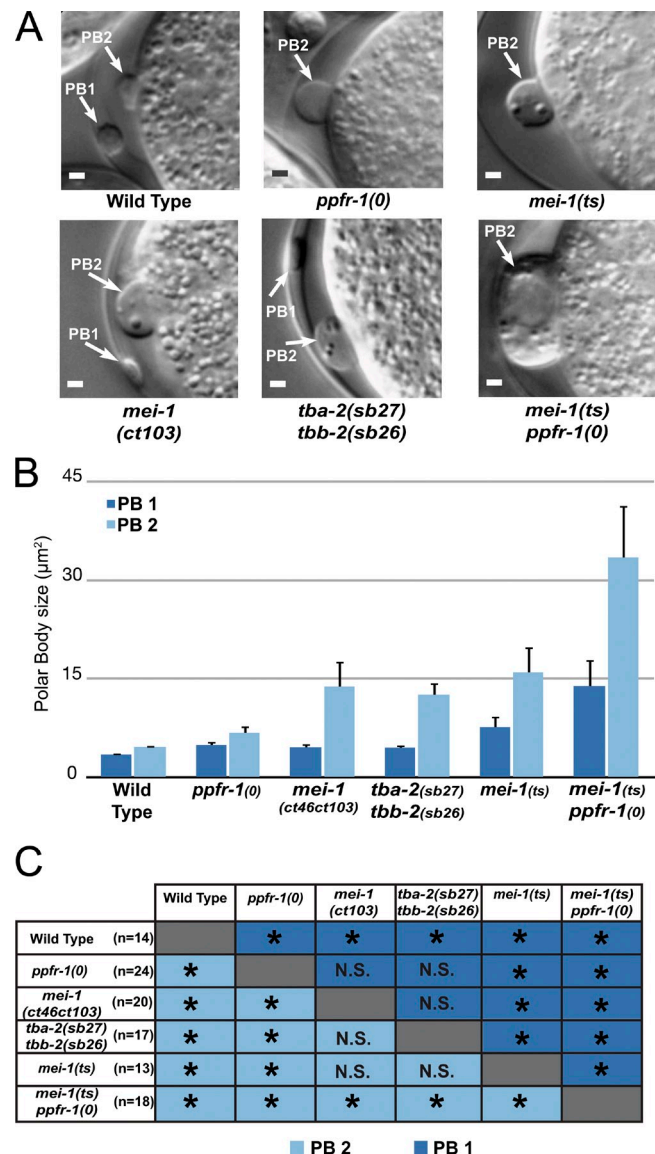 A
PB2
PB1
Wild Type
PB2
ppfr-1(0)
PB2
mei-1(ts)
PB2
PB1
mei-1
(ct103)
PB1
PB2
tba-2(sb27)
tbb-2(sb26)
PB2
mei-1(ts)
ppfr-1(0)
B
Polar Body size (µm²)
45
30
15
0
PB 1
PB 2
Wild
Type
ppfr-1(0)
mei-1
(ct46ct103)
tba-2(sb27)
tbb-2(sb26)
mei-1(ts)
mei-1(ts)
ppfr-1(0)
C
Wild Type ppfr-1(0) mei-1 (ct103) tba-2(sb27) tbb-2(sb26) mei-1(ts) mei-1(ts) ppfr-1(0)
Wild Type (n=14) * * * * *
ppfr-1(0) (n=24) * N.S. N.S. * *
mei-1 (ct46ct103) (n=20) * * N.S. * *
tba-2(sb27) tbb-2(sb26) (n=17) * * N.S. * *
mei-1(ts) (n=13) * * N.S. N.S. *
mei-1(ts) ppfr-1(0) (n=18) * * * * *
PB 2 PB 1